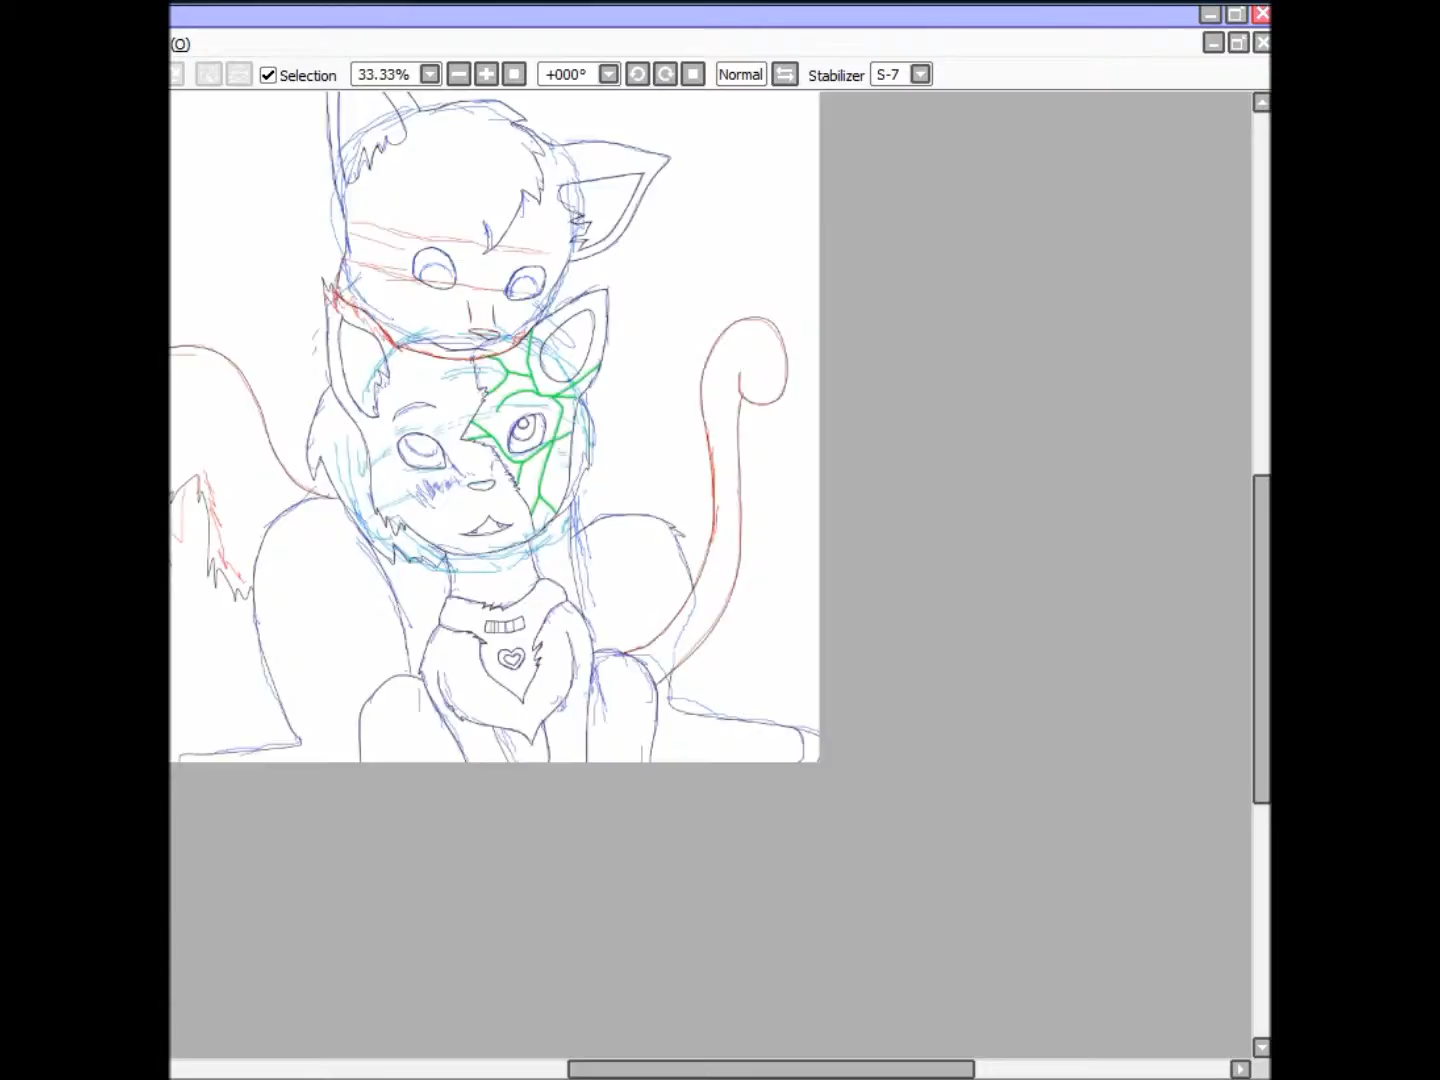 (O)
Selection 33.33% +000° Normal Stabilizer S-7